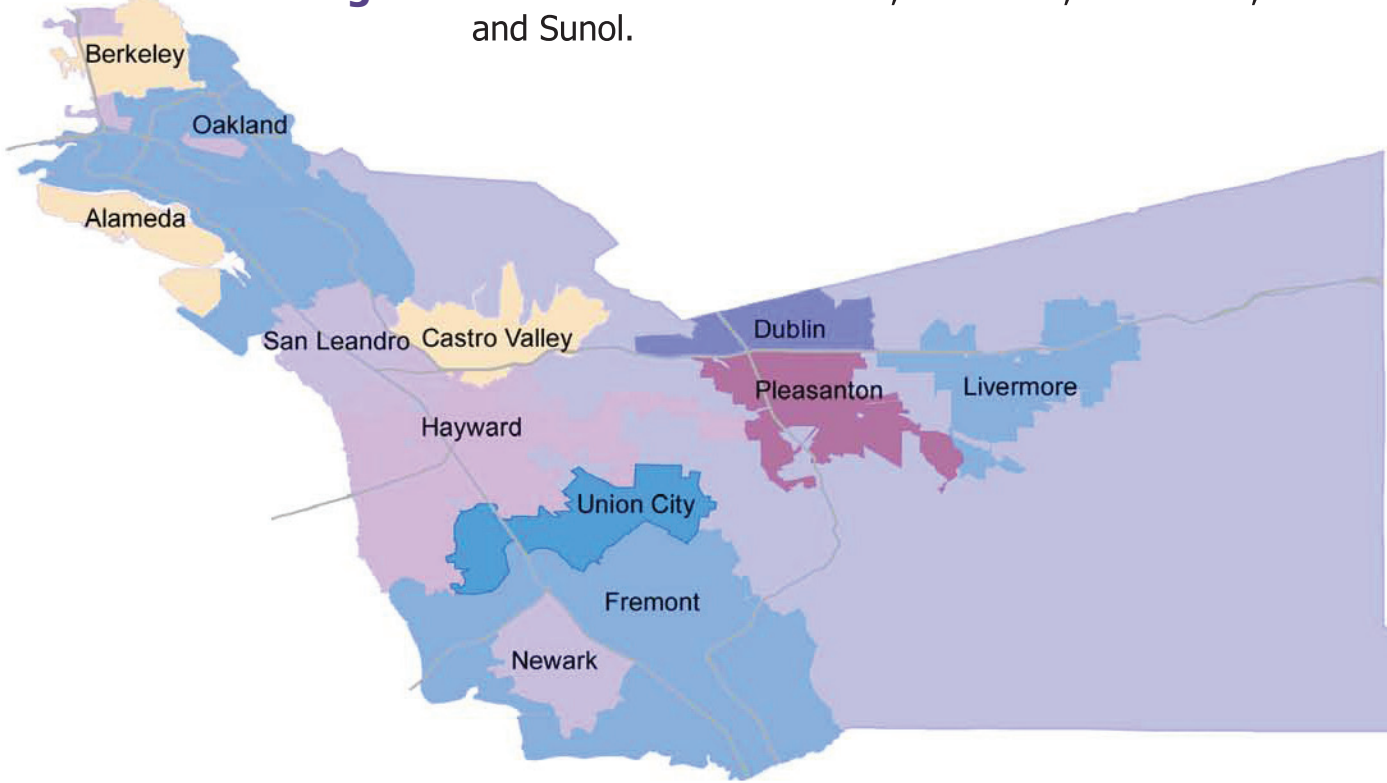 and Sunol.
Berkeley
Oakland
Alameda
San Leandro
Castro Valley
Dublin
Pleasanton
Livermore
Hayward
Union City
Fremont
Newark